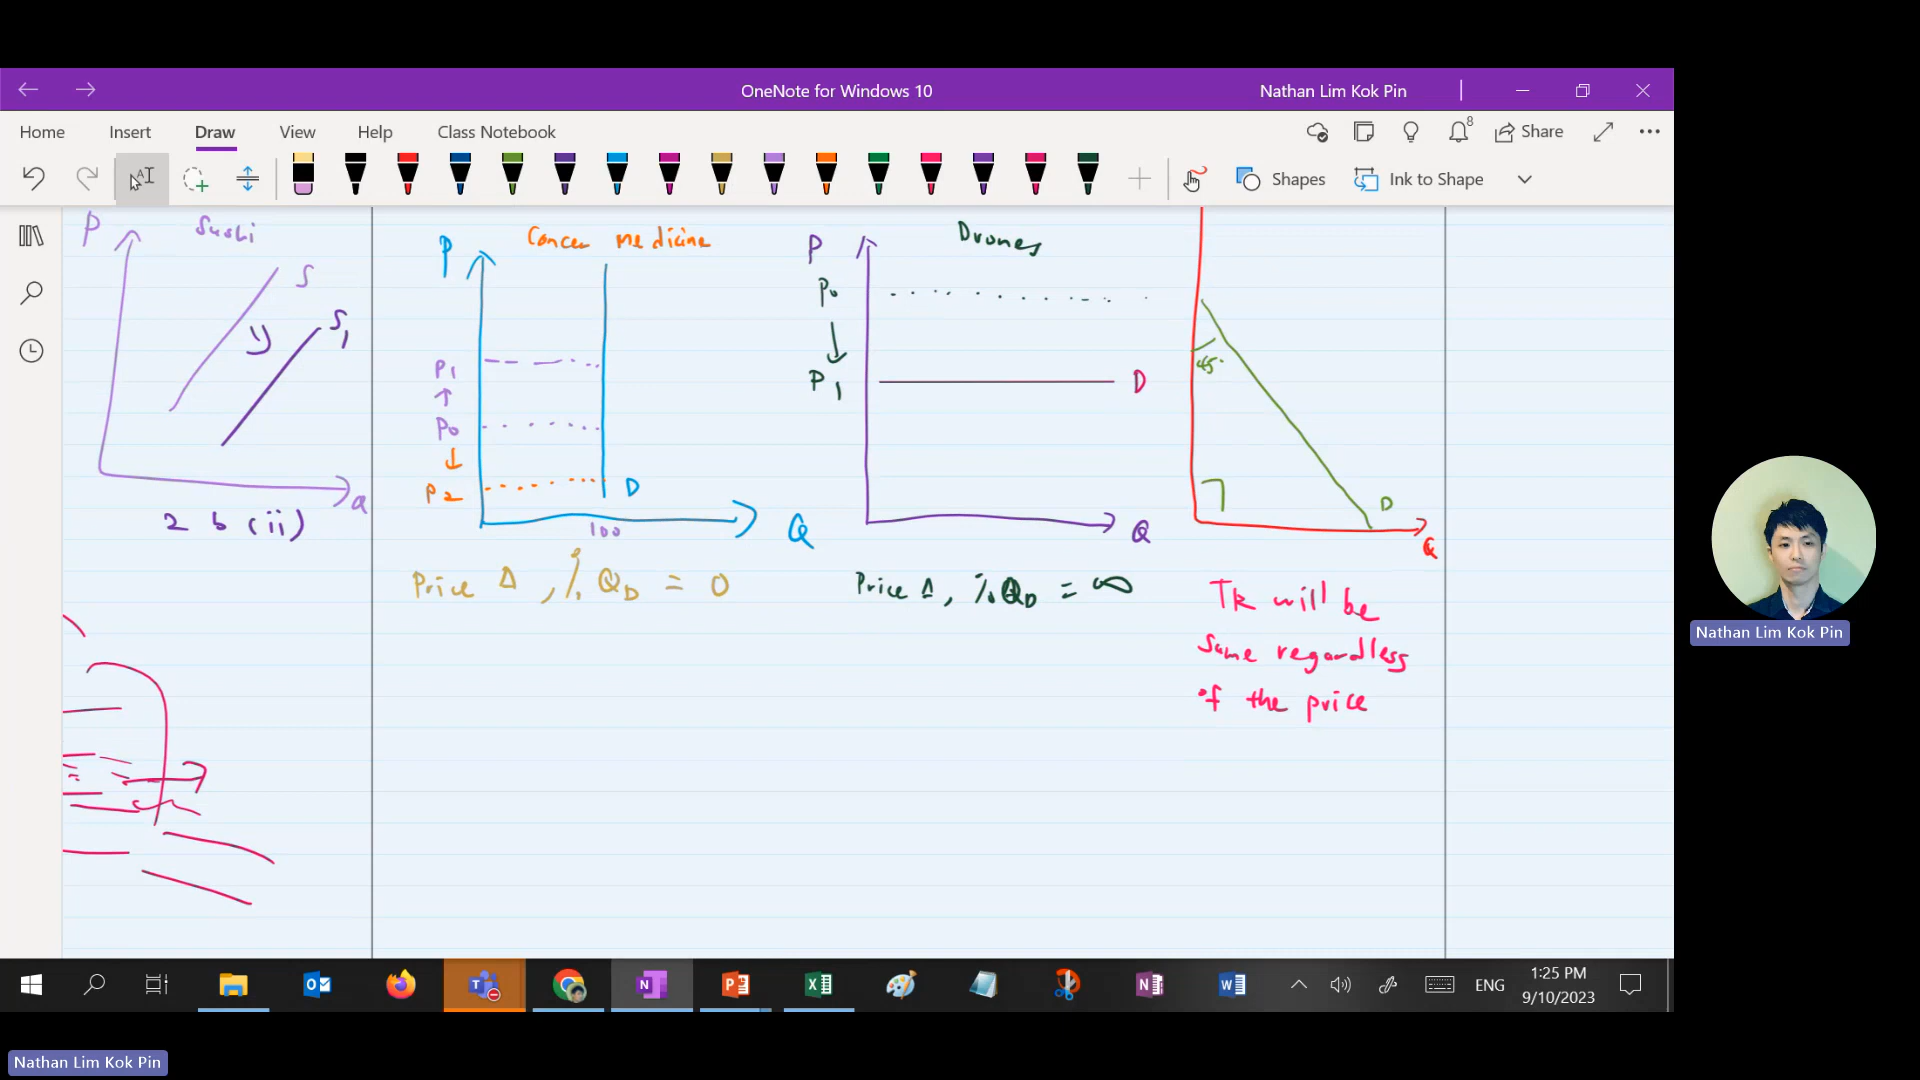 OneNote for Windows 10
Nathan Lim Kok Pin
Home
Insert
Draw
View
Help
Class Notebook
8
Share
Shapes
Ink to Shape
P
Sushi
S
S1
Q
2 b (ii)
Cancer medicine
P
P1
P0
P2
D
100
Q
Price Δ, % QD = 0
Drones
P
P0
P1
D
Q
Price Δ, % QD = ∞
45°
D
Q
TR will be
same regardless
of the price
Nathan Lim Kok Pin
ENG
1:25 PM
9/10/2023
Nathan Lim Kok Pin